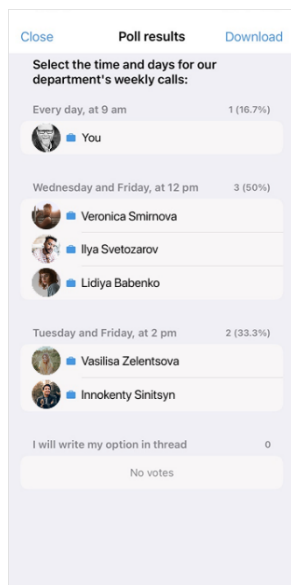 Close Poll results Download
Select the time and days for our
department's weekly calls:
Every day, at 9 am 1 (16.7%)
You
Wednesday and Friday, at 12 pm 3 (50%)
Veronica Smirnova
Ilya Svetozarov
Lidiya Babenko
Tuesday and Friday, at 2 pm 2 (33.3%)
Vasilisa Zelentsova
Innokenty Sinitsyn
I will write my option in thread 0
No votes